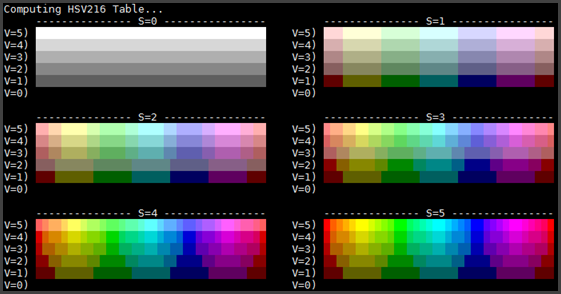 Computing HSV216 Table...
---------------- S=0 ----------------
V=5)
V=4)
V=3)
V=2)
V=1)
V=0)
---------------- S=1 ----------------
V=5)
V=4)
V=3)
V=2)
V=1)
V=0)
---------------- S=2 ----------------
V=5)
V=4)
V=3)
V=2)
V=1)
V=0)
---------------- S=3 ----------------
V=5)
V=4)
V=3)
V=2)
V=1)
V=0)
---------------- S=4 ----------------
V=5)
V=4)
V=3)
V=2)
V=1)
V=0)
---------------- S=5 ----------------
V=5)
V=4)
V=3)
V=2)
V=1)
V=0)